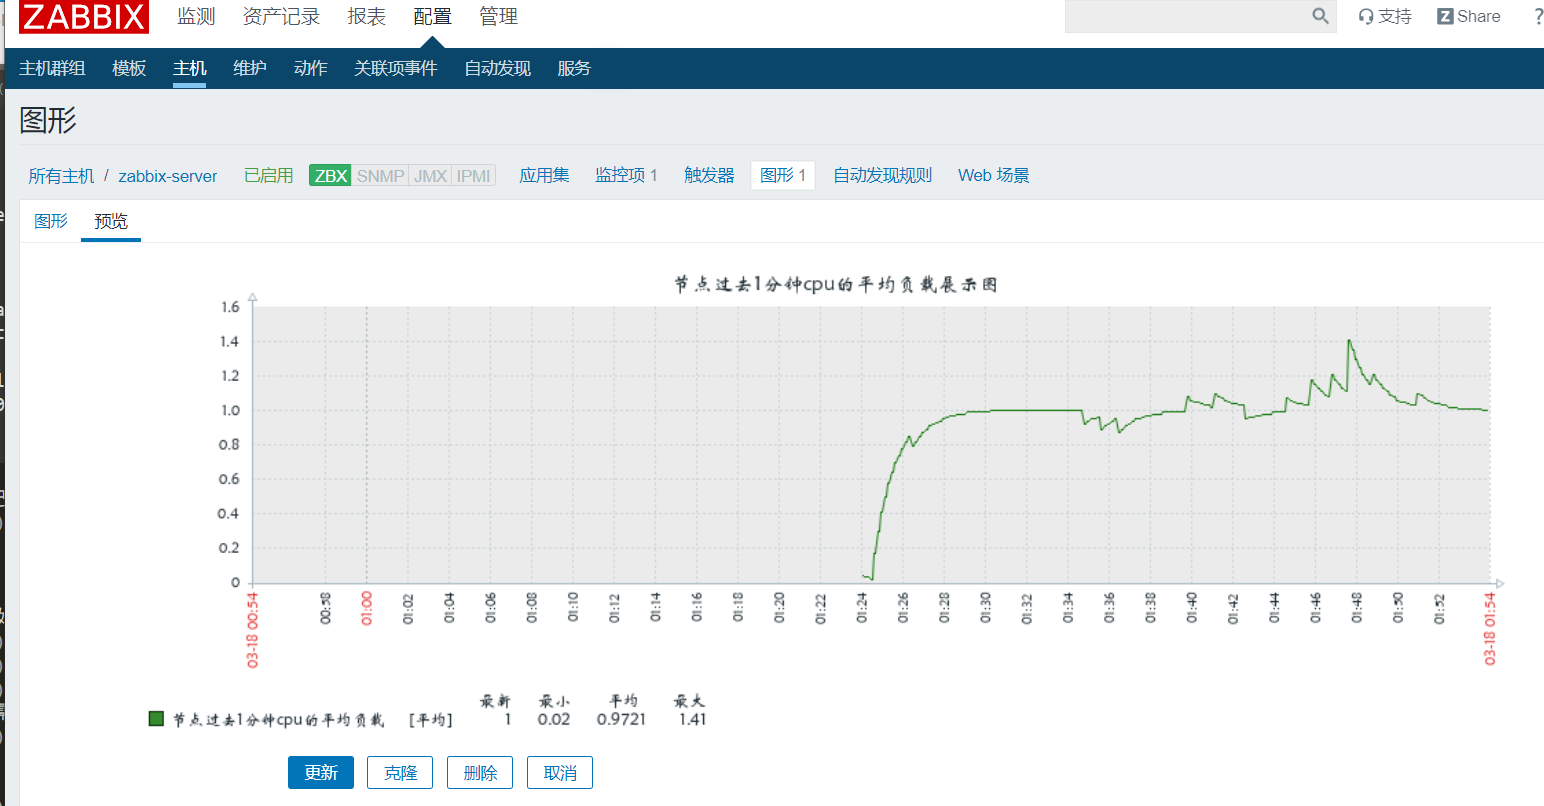 ZABBIX 监测 资产记录 报表 配置 管理 支持 Z Share ?
主机群组 模板 主机 维护 动作 关联项事件 自动发现 服务
图形
所有主机 / zabbix-server 已启用 ZBX SNMP JMX IPMI 应用集 监控项 1 触发器 图形 1 自动发现规则 Web 场景
图形 预览
节点过去1分钟cpu的平均负载展示图
1.6
1.4
1.2
1.0
0.8
0.6
0.4
0.2
0
03-18 00:54 00:58 01:00 01:02 01:04 01:06 01:08 01:10 01:12 01:14 01:16 01:18 01:20 01:22 01:24 01:26 01:28 01:30 01:32 01:34 01:36 01:38 01:40 01:42 01:44 01:46 01:48 01:50 01:52 03-18 01:54
最新 最小 平均 最大
节点过去1分钟cpu的平均负载 [平均] 1 0.02 0.9721 1.41
更新 克隆 删除 取消